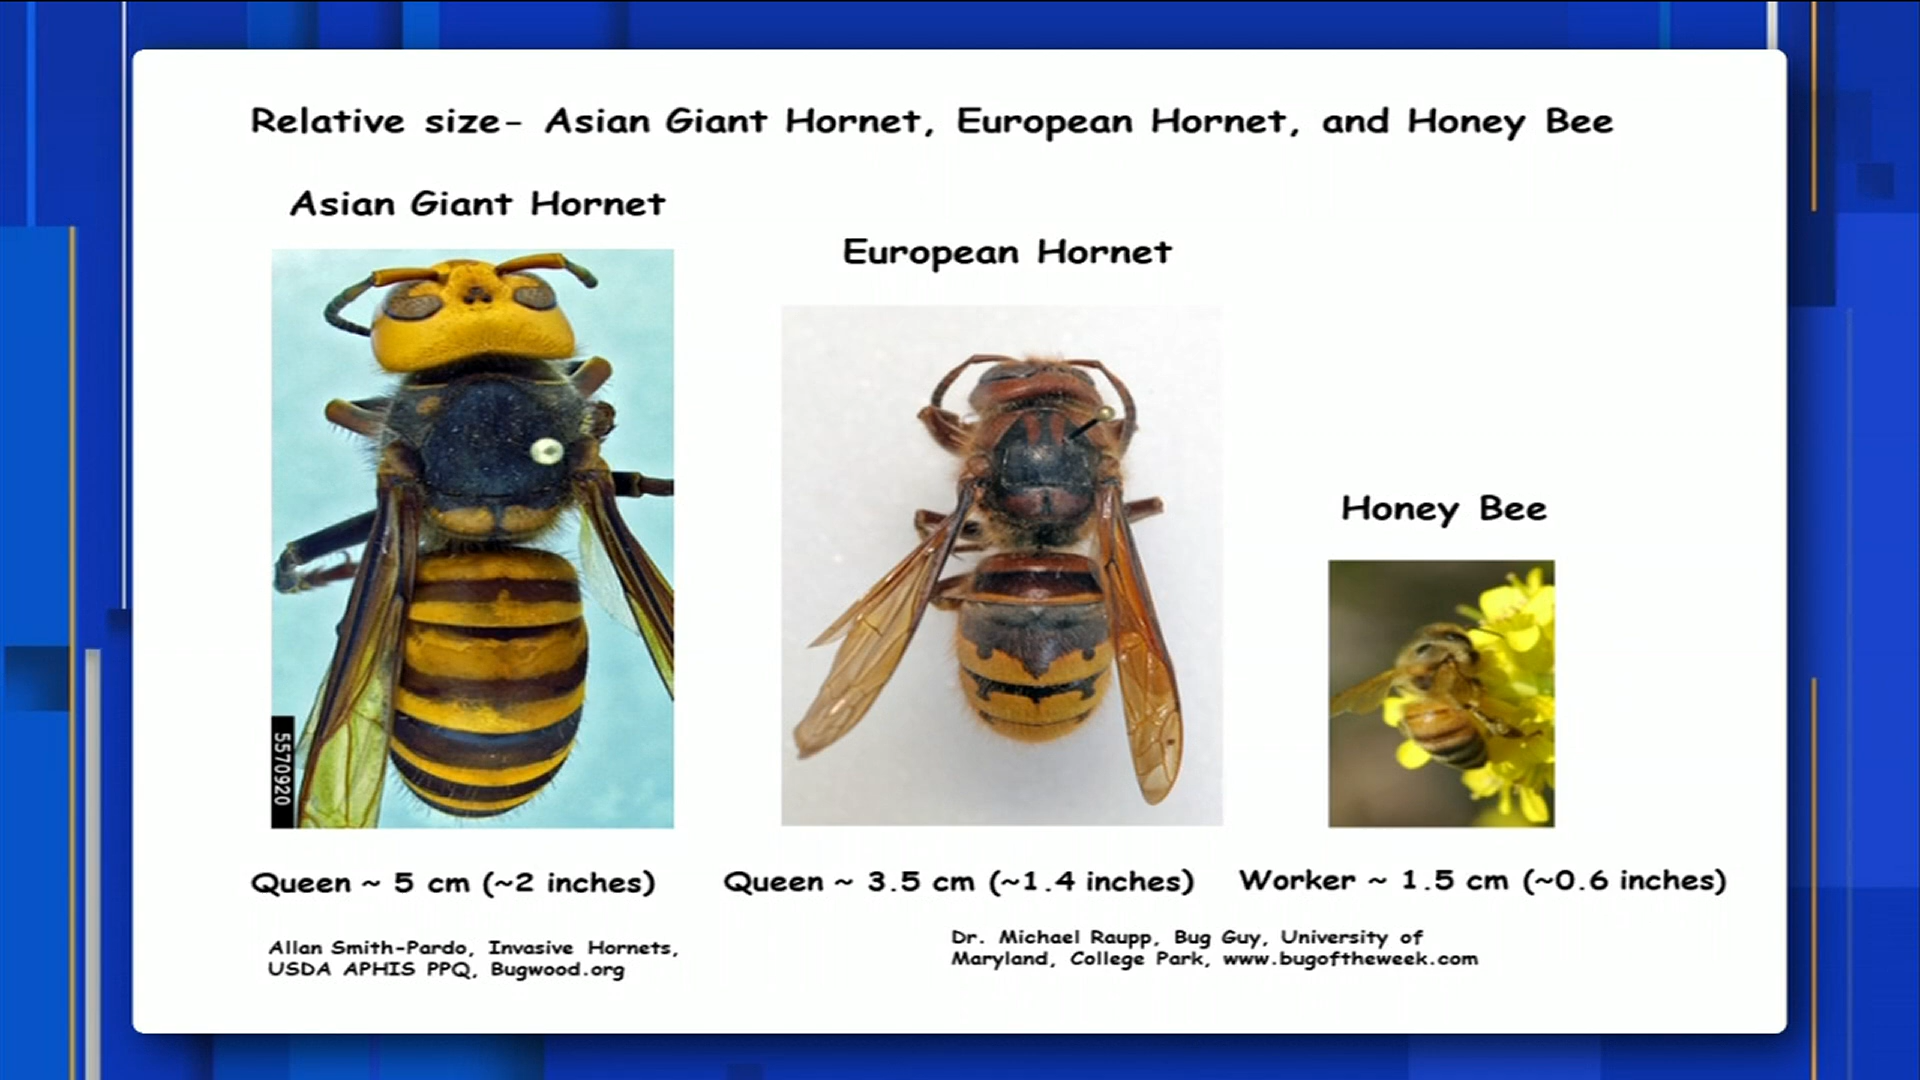 Relative size- Asian Giant Hornet, European Hornet, and Honey Bee
Asian Giant Hornet
European Hornet
Honey Bee
5570920
Queen ~ 5 cm (~2 inches)
Queen ~ 3.5 cm (~1.4 inches)
Worker ~ 1.5 cm (~0.6 inches)
Allan Smith-Pardo, Invasive Hornets,
USDA APHIS PPQ, Bugwood.org
Dr. Michael Raupp, Bug Guy, University of
Maryland, College Park, www.bugoftheweek.com